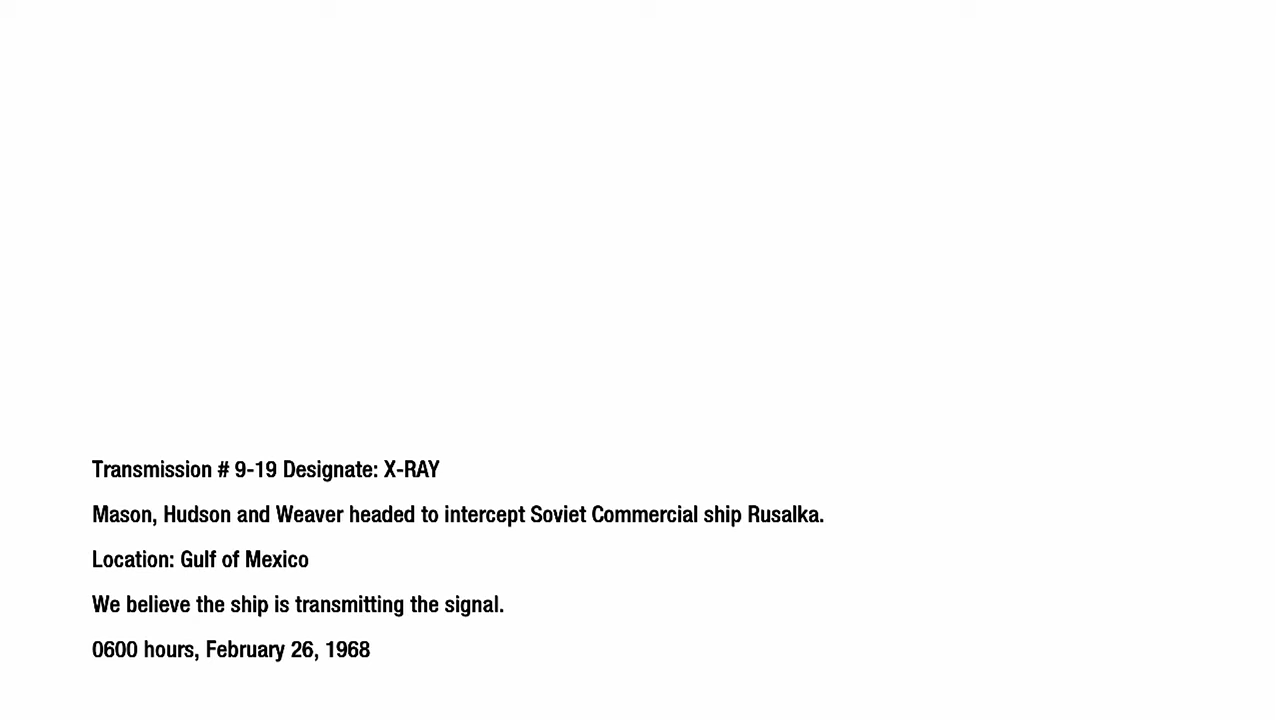 Transmission # 9-19 Designate: X-RAY
Mason, Hudson and Weaver headed to intercept Soviet Commercial ship Rusalka.
Location: Gulf of Mexico
We believe the ship is transmitting the signal.
0600 hours, February 26, 1968